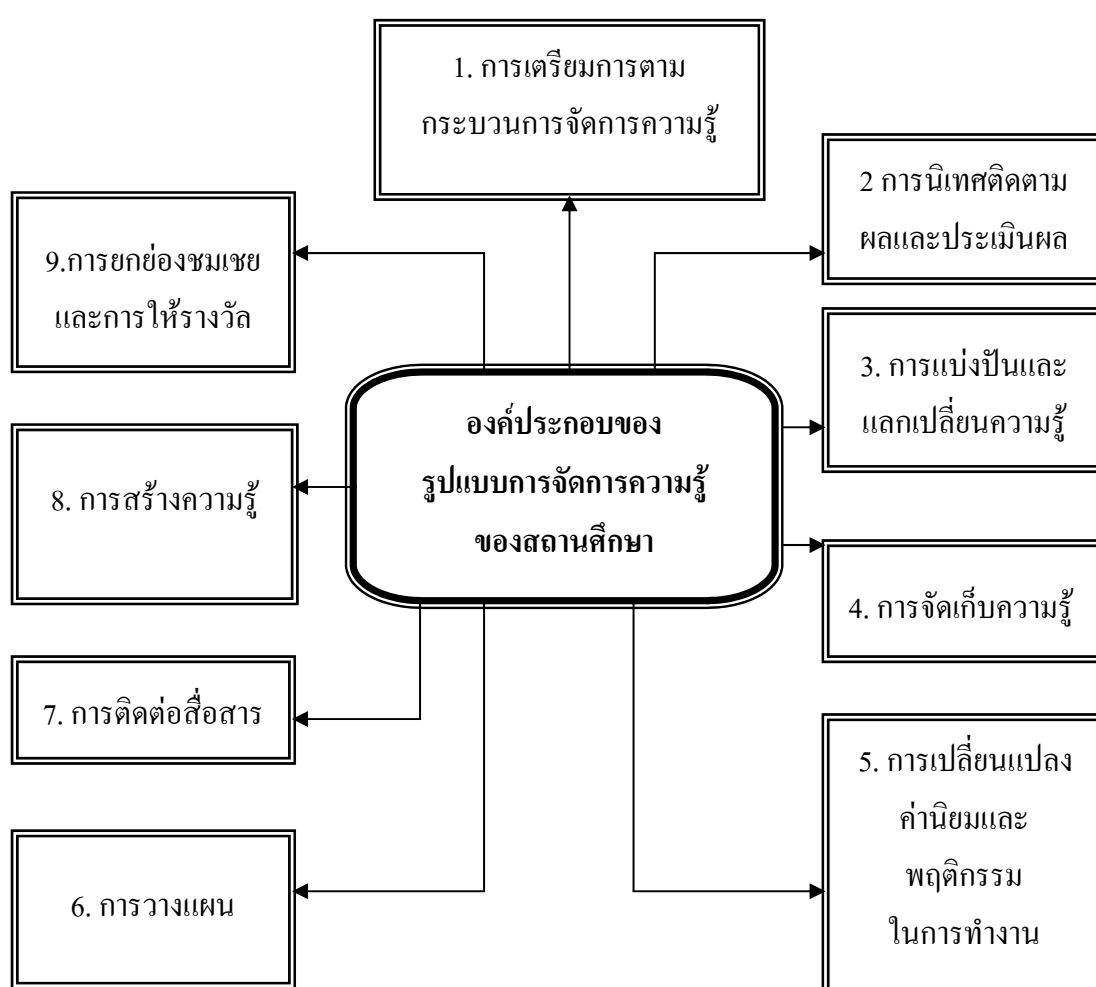 1. การเตรียมการตาม
กระบวนการจัดการความรู้
2 การนิเทศติดตาม
ผลและประเมินผล
9.การยกย่องชมเชย
และการให้รางวัล
3. การแบ่งปันและ
แลกเปลี่ยนความรู้
องค์ประกอบของ
รูปแบบการจัดการความรู้
ของสถานศึกษา
8. การสร้างความรู้
4. การจัดเก็บความรู้
7. การติดต่อสื่อสาร
5. การเปลี่ยนแปลง
ค่านิยมและ
พฤติกรรม
ในการทำงาน
6. การวางแผน